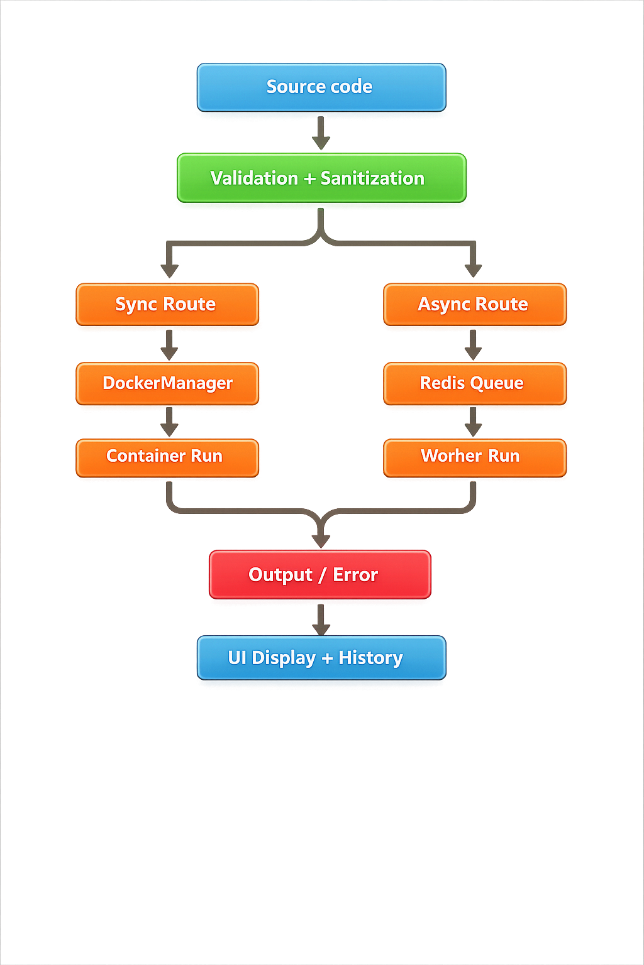 Source code
Validation + Sanitization
Sync Route
Async Route
DockerManager
Redis Queue
Container Run
Worher Run
Output / Error
UI Display + History